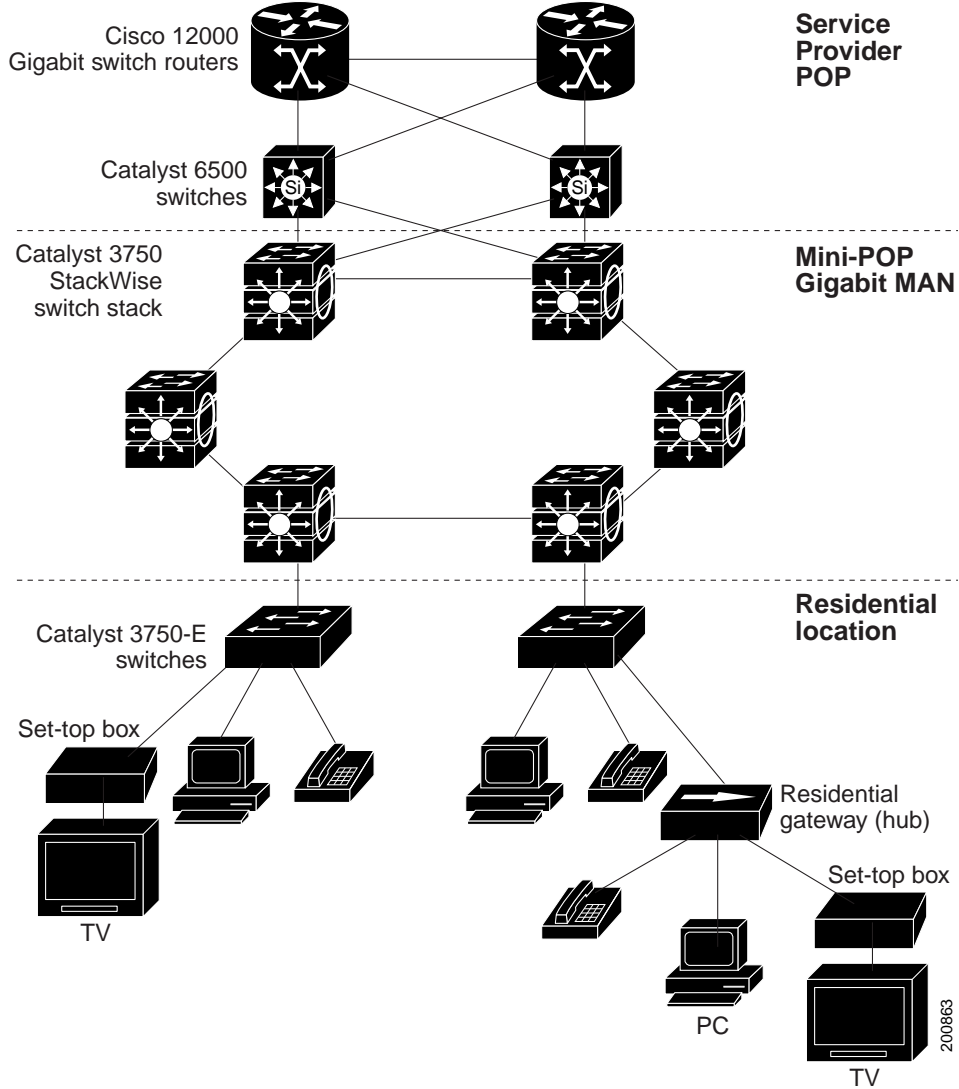 Cisco 12000
Gigabit switch routers
Service
Provider
POP
Catalyst 6500
switches
Si
Si
Catalyst 3750
StackWise
switch stack
Mini-POP
Gigabit MAN
Residential
location
Catalyst 3750-E
switches
Set-top box
TV
Residential
gateway (hub)
Set-top box
PC
TV
200863